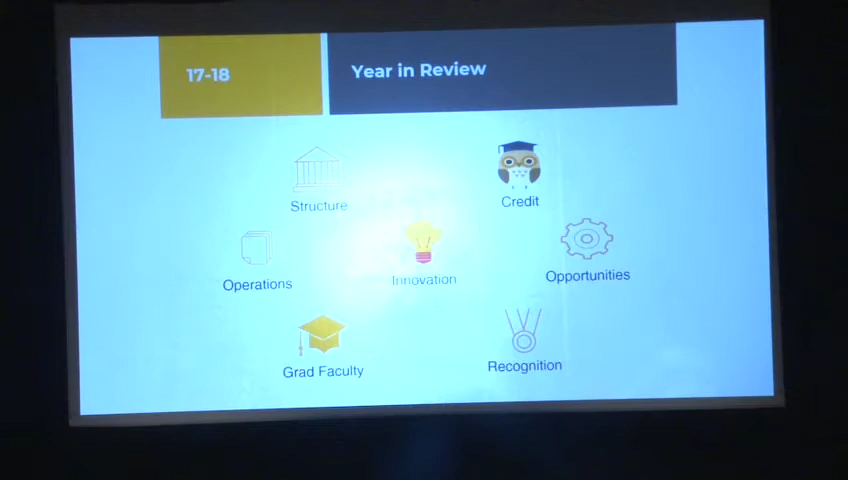 17-18
Year in Review
Structure
Credit
Operations
Innovation
Opportunities
Grad Faculty
Recognition